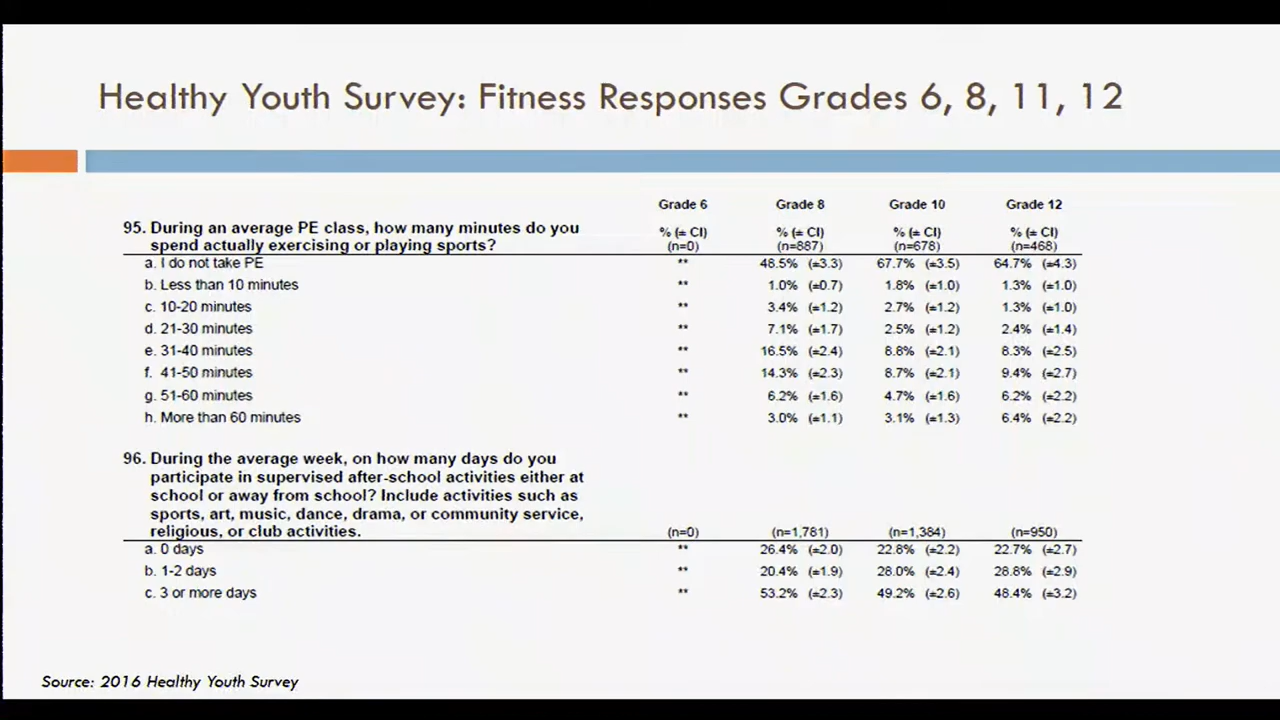 Healthy Youth Survey: Fitness Responses Grades 6, 8, 11, 12
Grade 6 Grade 8 Grade 10 Grade 12
95. During an average PE class, how many minutes do you
spend actually exercising or playing sports?
% (± CI) % (± CI) % (± CI) % (± CI)
(n=0) (n=887) (n=678) (n=468)
a. I do not take PE ** 48.5% (±3.3) 67.7% (±3.5) 64.7% (±4.3)
b. Less than 10 minutes ** 1.0% (±0.7) 1.8% (±1.0) 1.3% (±1.0)
c. 10-20 minutes ** 3.4% (±1.2) 2.7% (±1.2) 1.3% (±1.0)
d. 21-30 minutes ** 7.1% (±1.7) 2.5% (±1.2) 2.4% (±1.4)
e. 31-40 minutes ** 16.5% (±2.4) 8.8% (±2.1) 8.3% (±2.5)
f. 41-50 minutes ** 14.3% (±2.3) 8.7% (±2.1) 9.4% (±2.7)
g. 51-60 minutes ** 6.2% (±1.6) 4.7% (±1.6) 6.2% (±2.2)
h. More than 60 minutes ** 3.0% (±1.1) 3.1% (±1.3) 6.4% (±2.2)
96. During the average week, on how many days do you
participate in supervised after-school activities either at
school or away from school? Include activities such as
sports, art, music, dance, drama, or community service,
religious, or club activities. (n=0) (n=1,781) (n=1,384) (n=950)
a. 0 days ** 26.4% (±2.0) 22.8% (±2.2) 22.7% (±2.7)
b. 1-2 days ** 20.4% (±1.9) 28.0% (±2.4) 28.8% (±2.9)
c. 3 or more days ** 53.2% (±2.3) 49.2% (±2.6) 48.4% (±3.2)
Source: 2016 Healthy Youth Survey